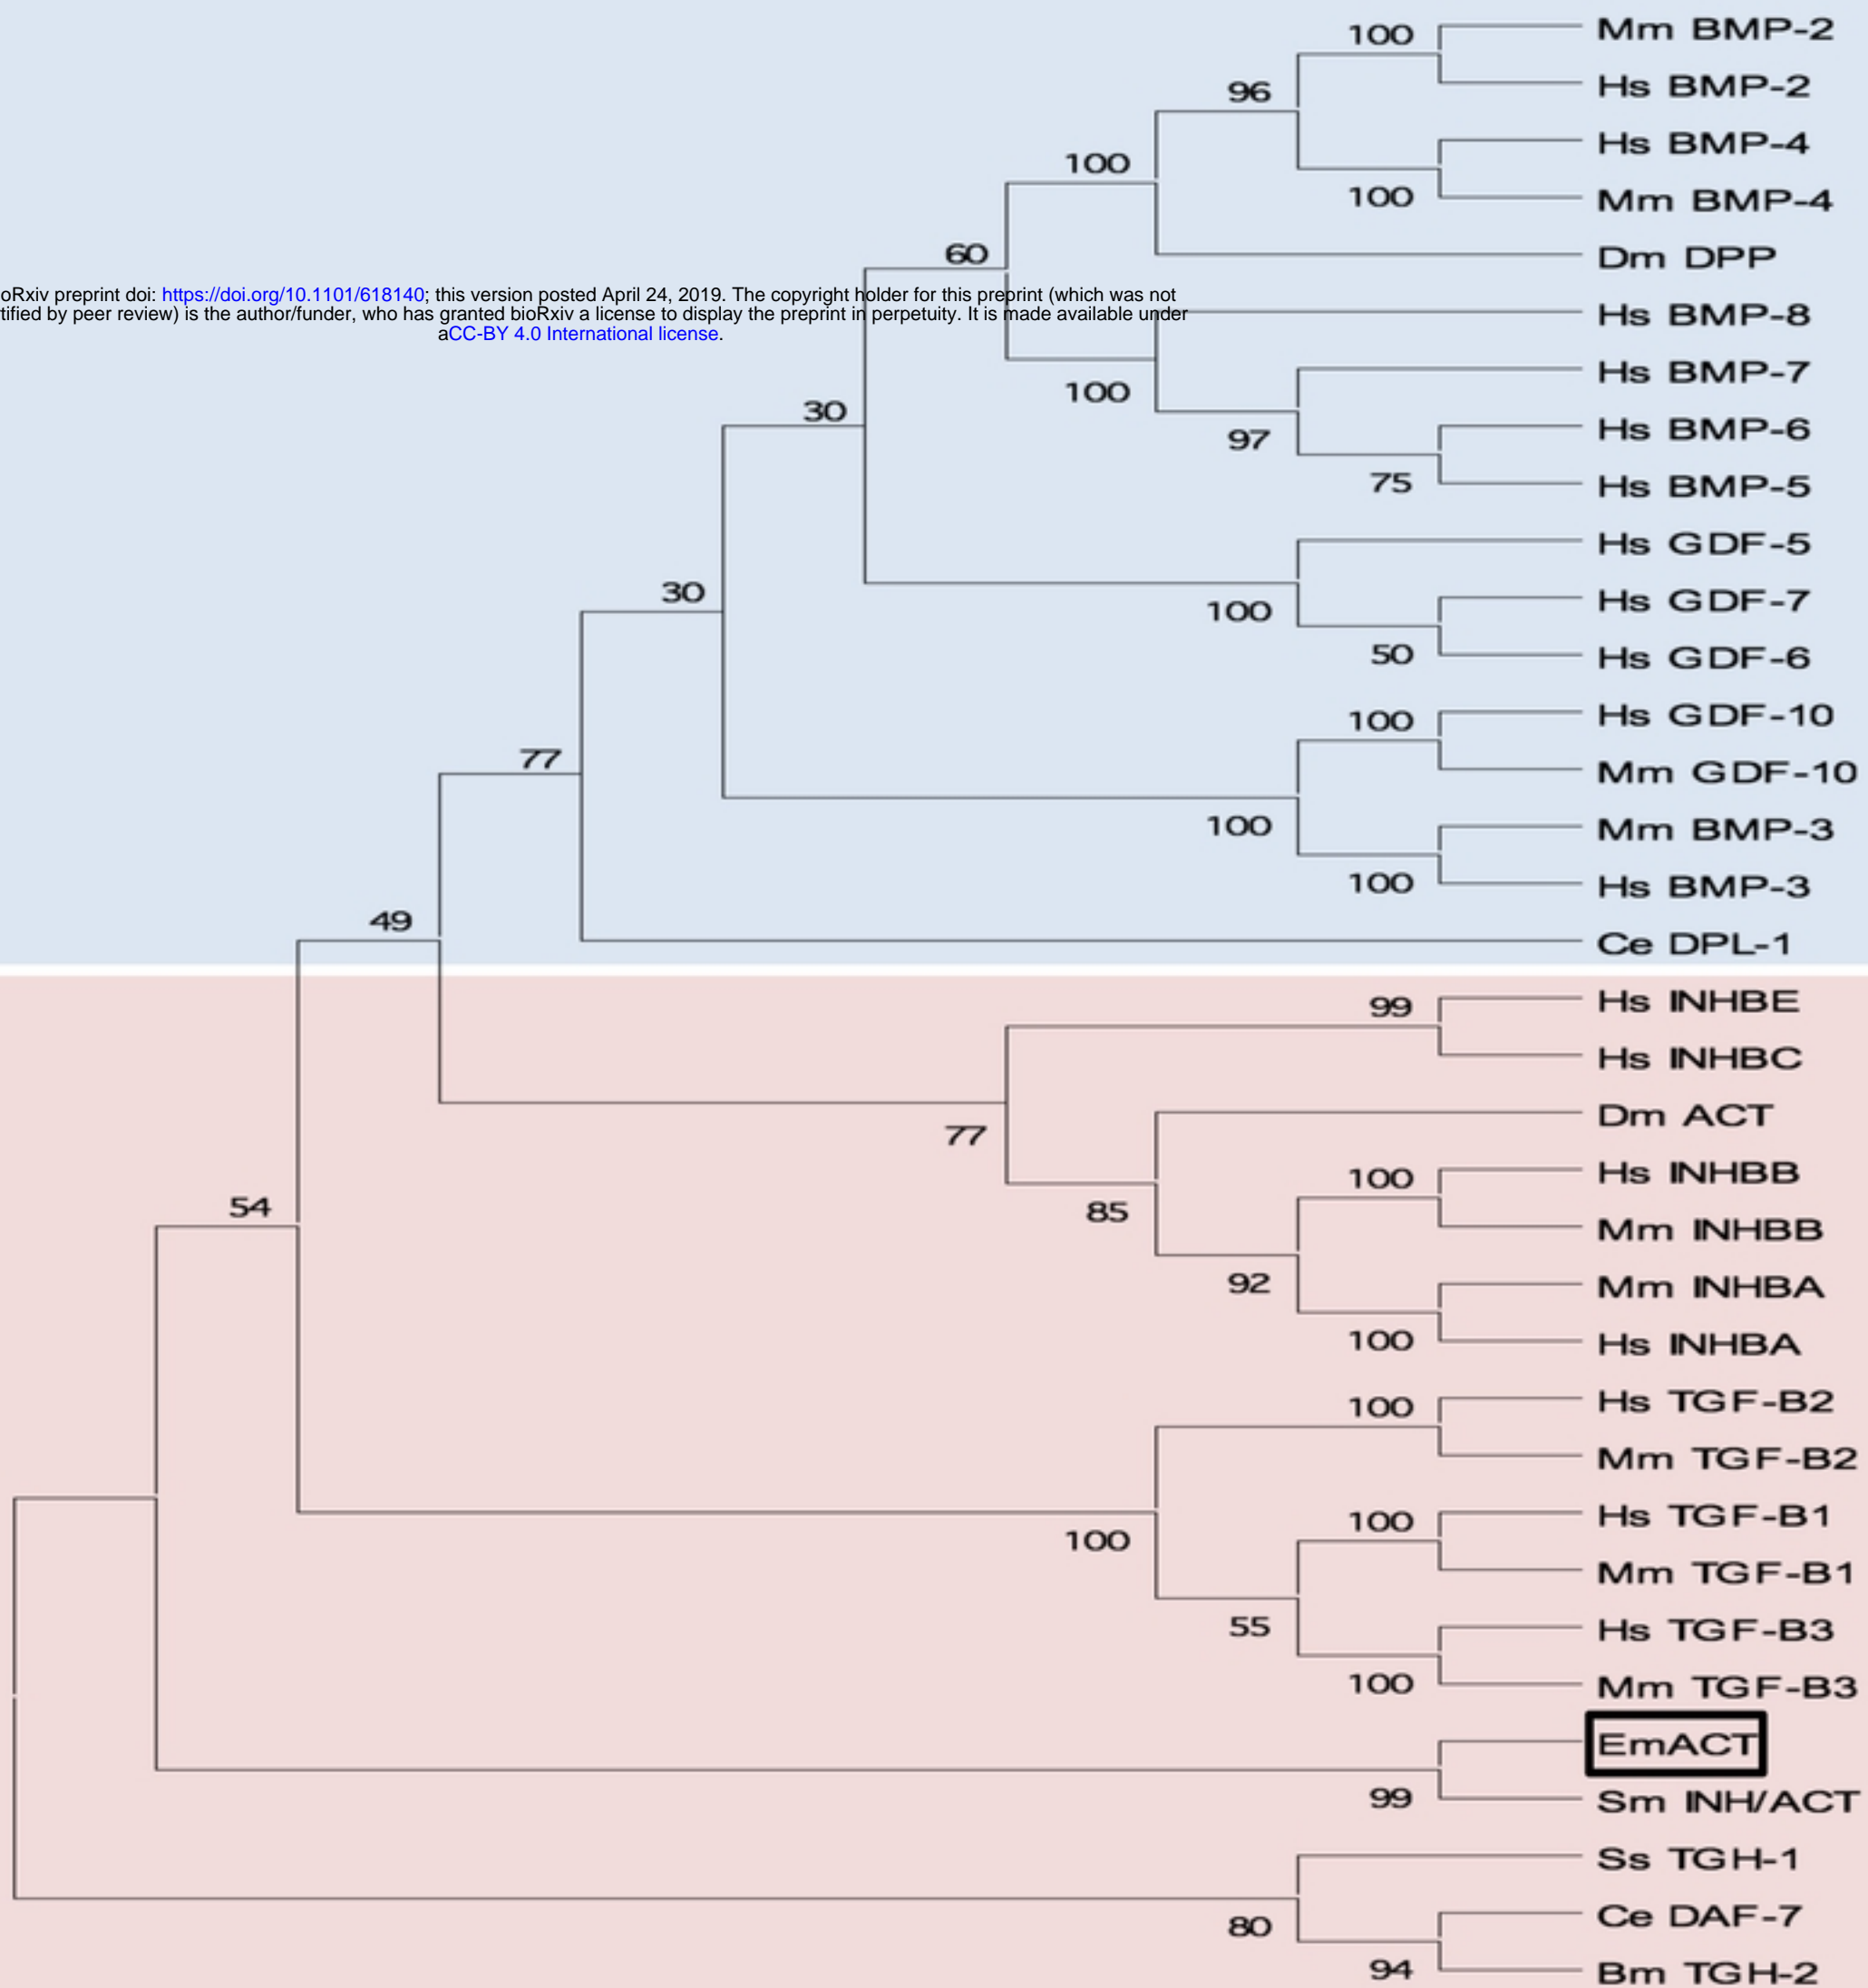 100
Mm BMP-2
Hs BMP-2
96
Hs BMP-4
100
Mm BMP-4
100
Dm DPP
60
oRxiv preprint doi: https://doi.org/10.1101/618140; this version posted April 24, 2019. The copyright holder for this preprint (which was not
tified by peer review) is the author/funder, who has granted bioRxiv a license to display the preprint in perpetuity. It is made available under
aCC-BY 4.0 International license.
Hs BMP-8
Hs BMP-7
100
30
Hs BMP-6
97
75
Hs BMP-5
Hs GDF-5
30
Hs GDF-7
100
50
Hs GDF-6
100
Hs GDF-10
77
Mm GDF-10
100
Mm BMP-3
100
Hs BMP-3
49
Ce DPL-1
99
Hs INHBE
Hs INHBC
Dm ACT
77
100
Hs INHBB
54
85
Mm INHBB
92
Mm INHBA
100
Hs INHBA
100
Hs TGF-B2
Mm TGF-B2
100
100
Hs TGF-B1
Mm TGF-B1
55
Hs TGF-B3
100
Mm TGF-B3
EmACT
99
Sm INH/ACT
Ss TGH-1
80
Ce DAF-7
94
Bm TGH-2